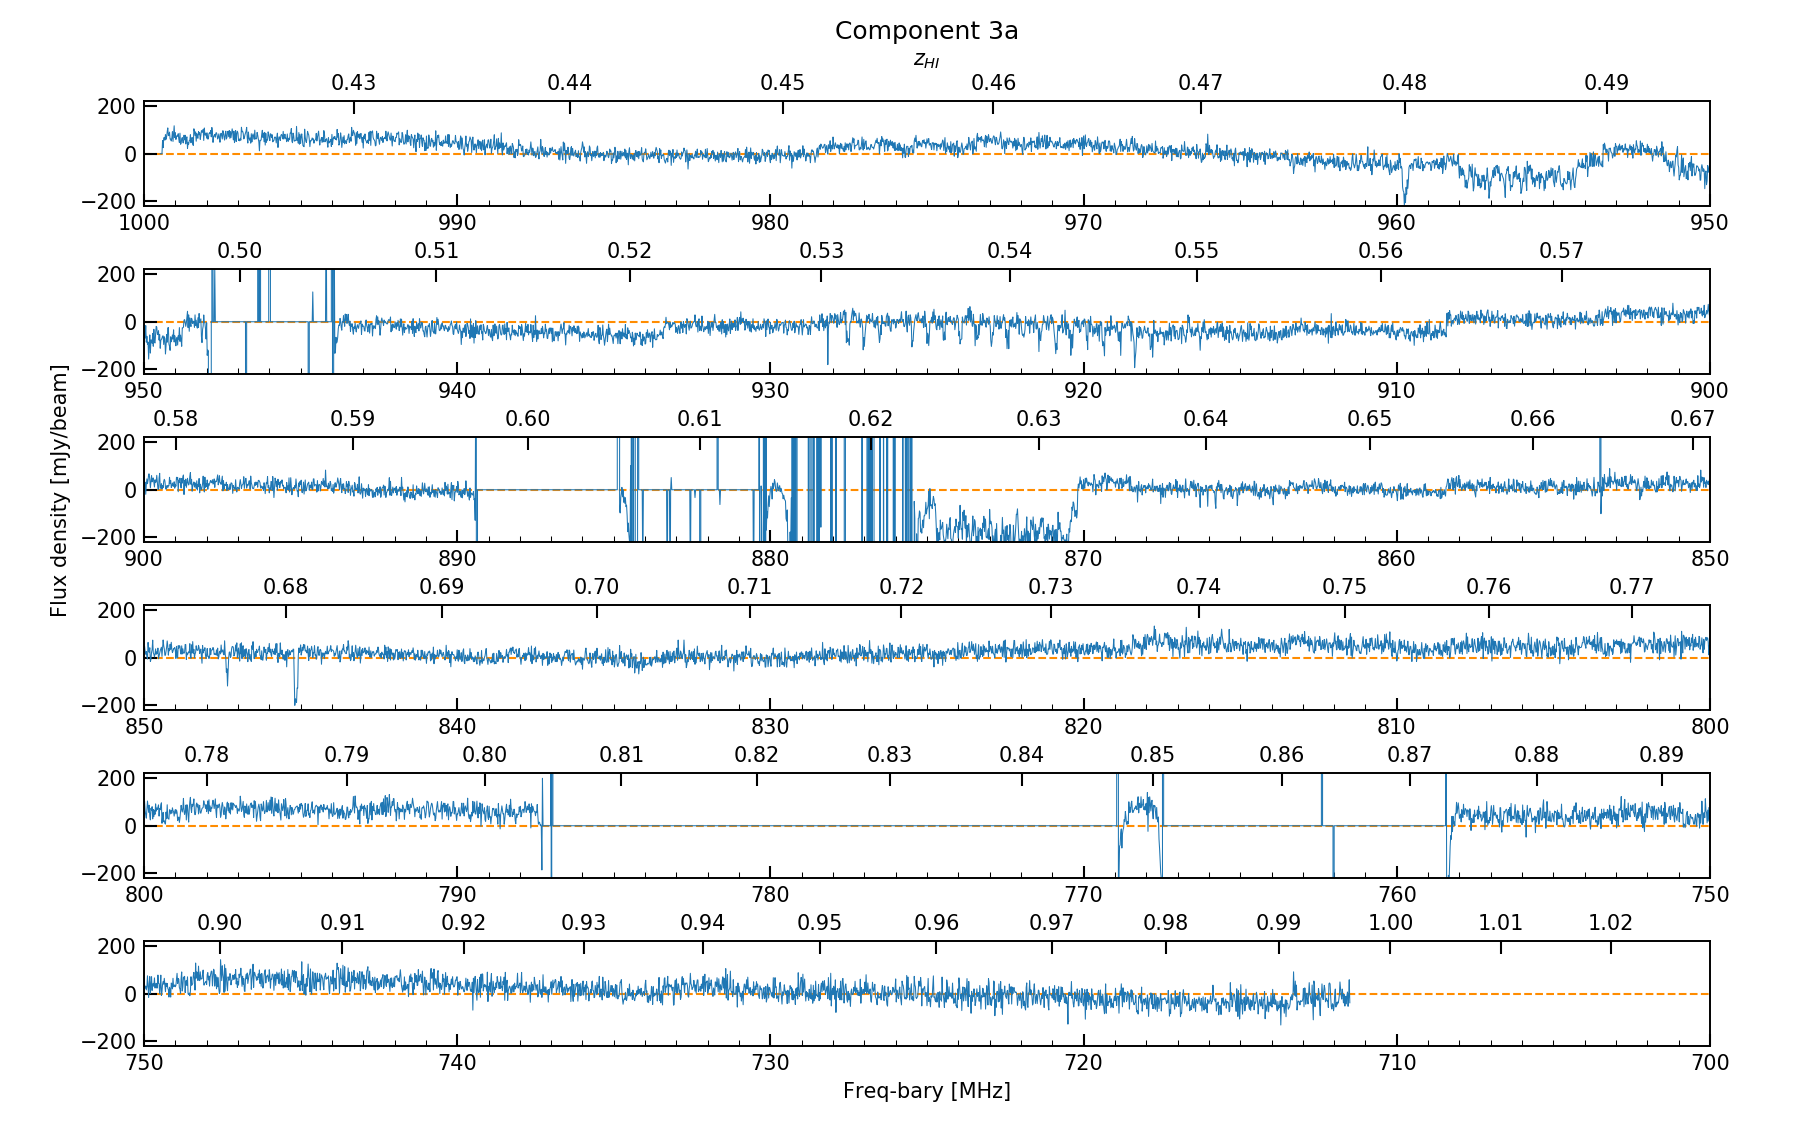 Component 3a
z_HI
0.43 0.44 0.45 0.46 0.47 0.48 0.49
200
0
−200
1000 990 980 970 960 950
0.50 0.51 0.52 0.53 0.54 0.55 0.56 0.57
200
0
−200
950 940 930 920 910 900
0.58 0.59 0.60 0.61 0.62 0.63 0.64 0.65 0.66 0.67
200
0
−200
900 890 880 870 860 850
Flux density [mJy/beam]
0.68 0.69 0.70 0.71 0.72 0.73 0.74 0.75 0.76 0.77
200
0
−200
850 840 830 820 810 800
0.78 0.79 0.80 0.81 0.82 0.83 0.84 0.85 0.86 0.87 0.88 0.89
200
0
−200
800 790 780 770 760 750
0.90 0.91 0.92 0.93 0.94 0.95 0.96 0.97 0.98 0.99 1.00 1.01 1.02
200
0
−200
750 740 730 720 710 700
Freq-bary [MHz]